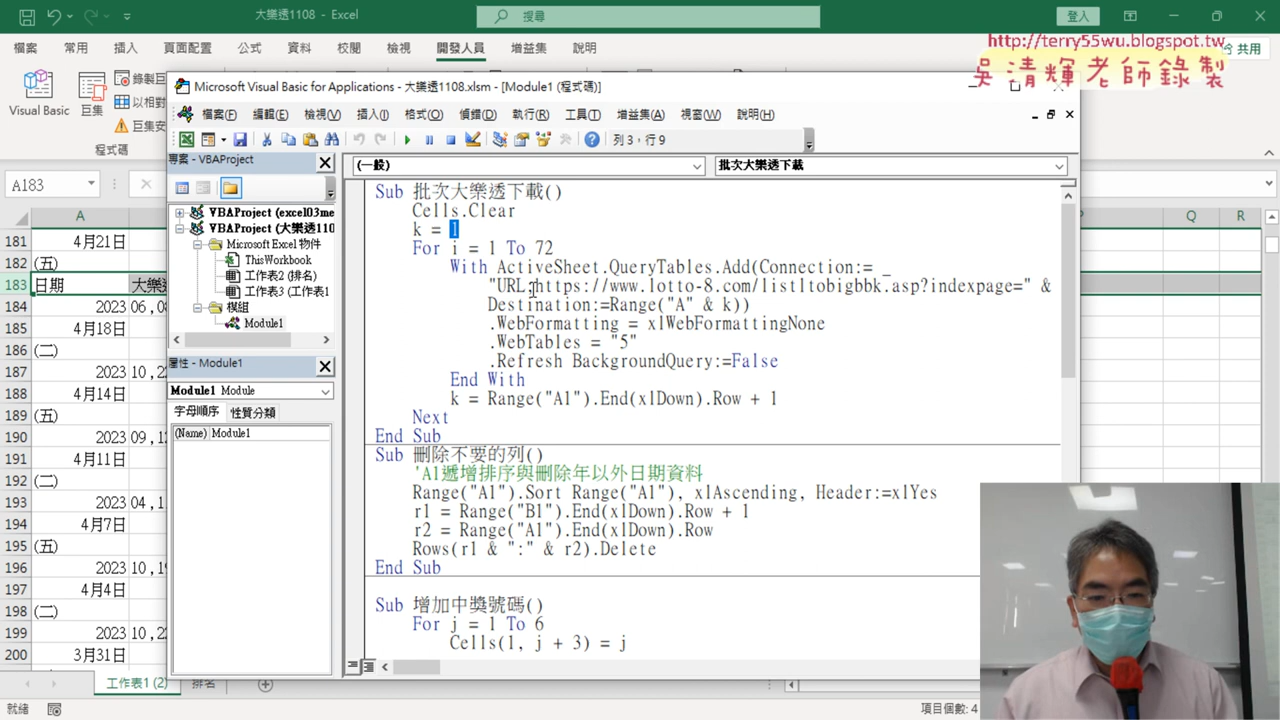 大樂透1108 - Excel
搜尋
登入
檔案 常用 插入 頁面配置 公式 資料 校閱 檢視 開發人員 增益集 說明
共用
http://terry55wu.blogspot.tw
吳清輝老師錄製
Visual Basic
巨集
錄製巨
以相對
巨集安
程式碼
A183
Microsoft Visual Basic for Applications - 大樂透1108.xlsm - [Module1 (程式碼)]
檔案(F) 編輯(E) 檢視(V) 插入(I) 格式(O) 偵錯(D) 執行(R) 工具(T) 增益集(A) 視窗(W) 說明(H)
列 3，行 9
專案 - VBAProject
VBAProject (excel03me
VBAProject (大樂透110
Microsoft Excel 物件
ThisWorkbook
工作表2 (排名)
工作表3 (工作表1
模組
Module1
屬性 - Module1
Module1 Module
字母順序 性質分類
(Name) Module1
(一般)
批次大樂透下載
Sub 批次大樂透下載()
Cells.Clear
k = 1
For i = 1 To 72
With ActiveSheet.QueryTables.Add(Connection:= _
"URL;https://www.lotto-8.com/listltobigbbk.asp?indexpage=" &
Destination:=Range("A" & k))
.WebFormatting = xlWebFormattingNone
.WebTables = "5"
.Refresh BackgroundQuery:=False
End With
k = Range("A1").End(xlDown).Row + 1
Next
End Sub
Sub 刪除不要的列()
'A1遞增排序與刪除年以外日期資料
Range("A1").Sort Range("A1"), xlAscending, Header:=xlYes
r1 = Range("B1").End(xlDown).Row + 1
r2 = Range("A1").End(xlDown).Row
Rows(r1 & ":" & r2).Delete
End Sub
Sub 增加中獎號碼()
For j = 1 To 6
Cells(1, j + 3) = j
A
Q R
181 4月21日
182 (五)
183 日期 大樂透
184 2023 06,08
185 4月18日
186 (二)
187 2023 10,22
188 4月14日
189 (五)
190 2023 09,12
191 4月11日
192 (二)
193 2023 04,1
194 4月7日
195 (五)
196 2023 10,19
197 4月4日
198 (二)
199 2023 10,22
200 3月31日
工作表1 (2) 排名
就緒
項目個數: 4